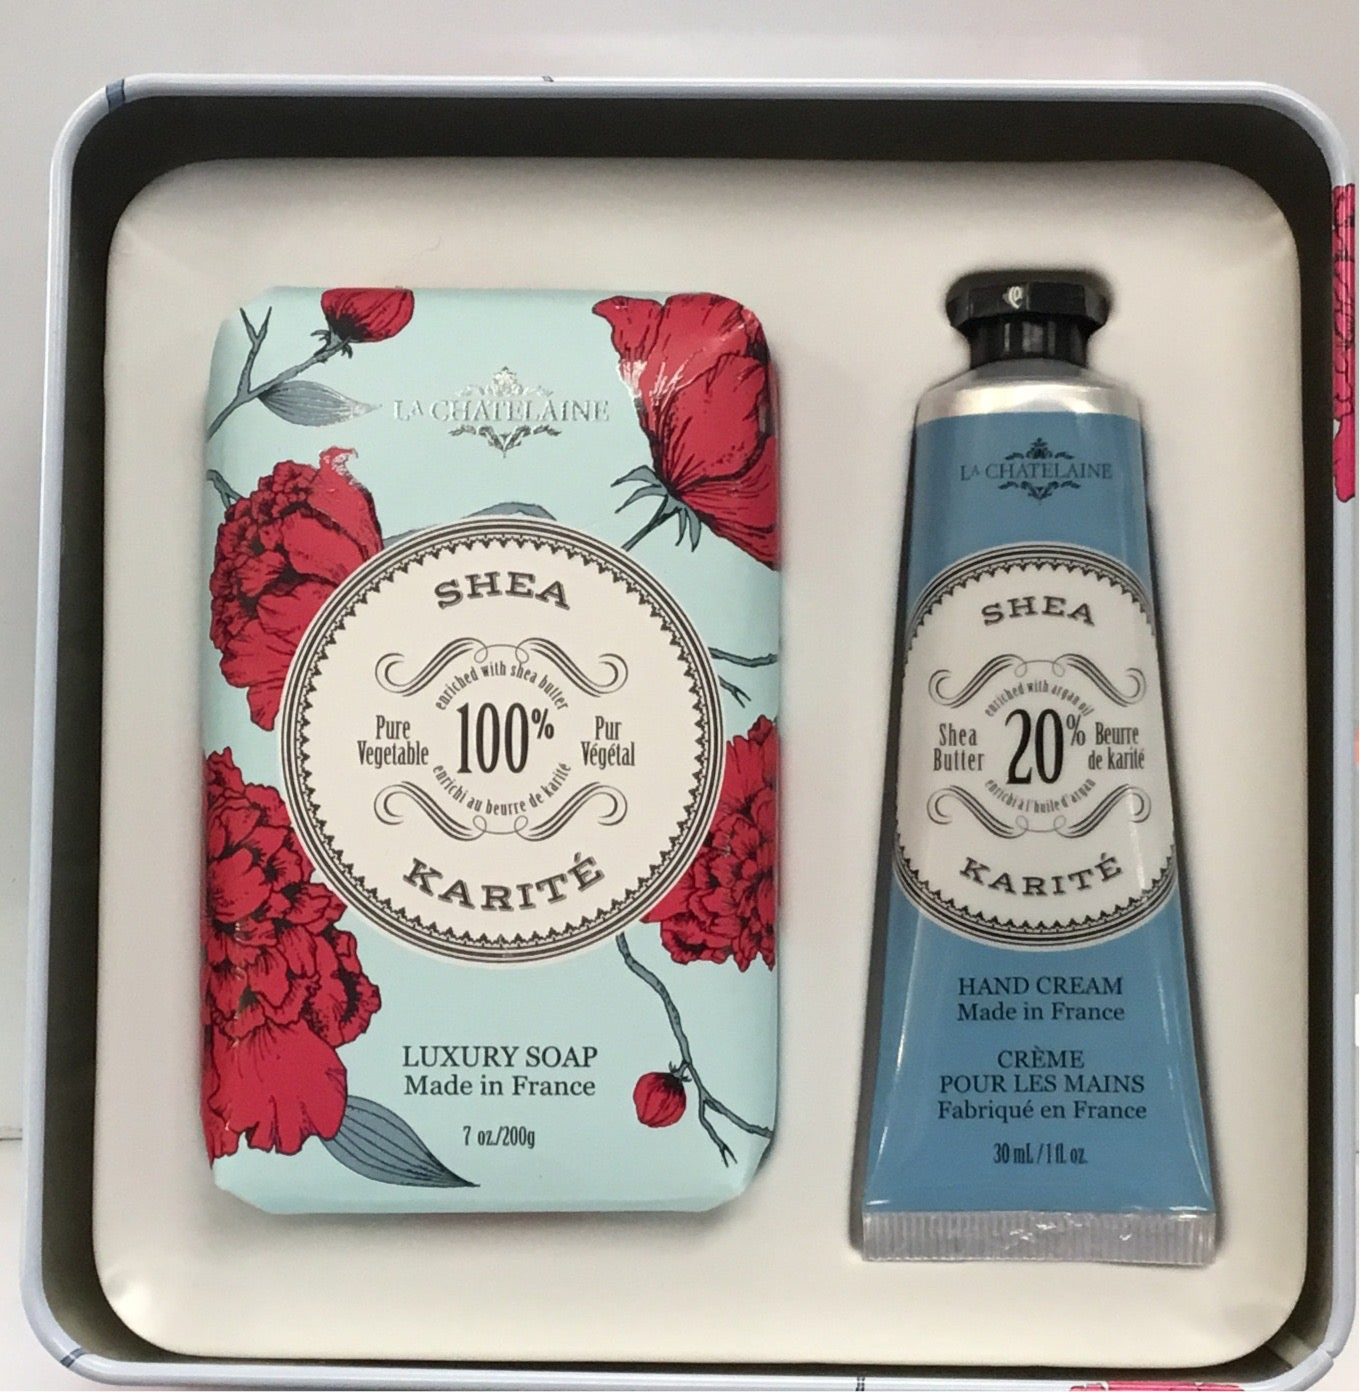 LA CHATELAINE
SHEA
enriched with shea butter
Pure
Vegetable
100%
Pur
Végétal
enrichi au beurre de karité
KARITÉ
LUXURY SOAP
Made in France
7 oz./200g
LA CHATELAINE
SHEA
enriched with argan oil
Shea
Butter
20%
Beurre
de karité
enrichi à l'huile d'argan
KARITÉ
HAND CREAM
Made in France
CRÈME
POUR LES MAINS
Fabriqué en France
30 mL / 1 fl. oz.